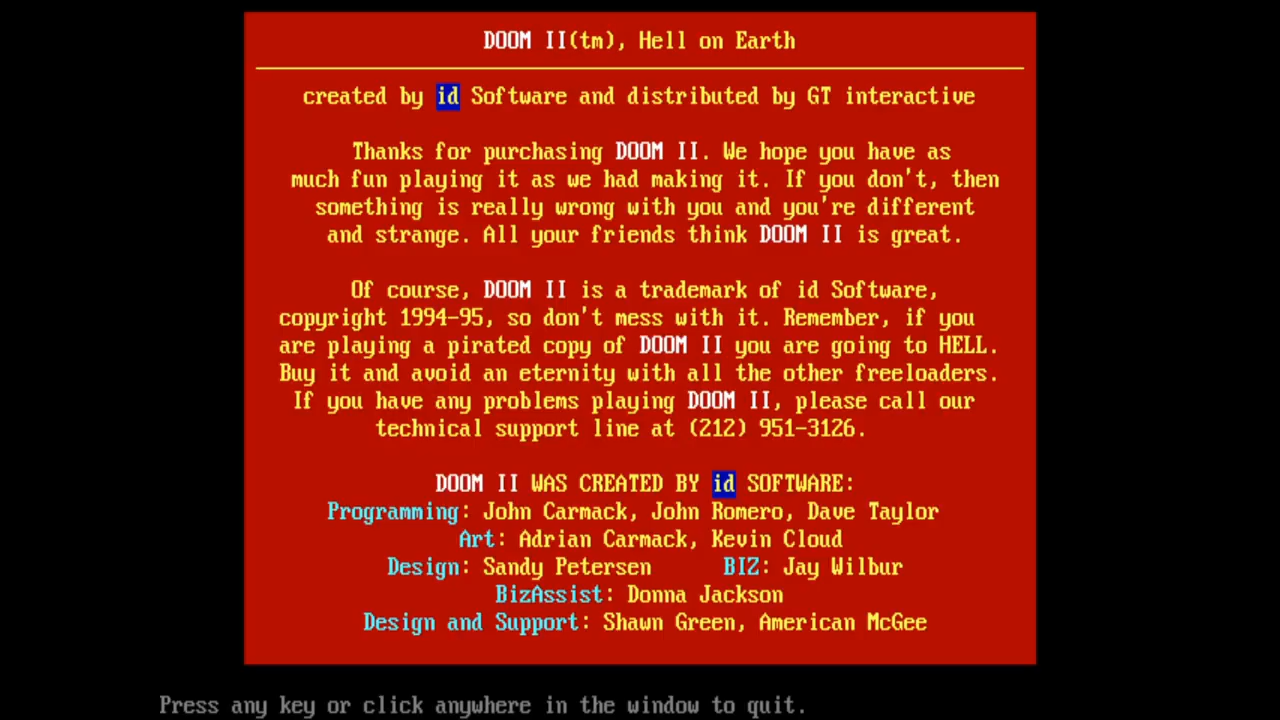 DOOM II(tm), Hell on Earth
created by id Software and distributed by GT interactive
Thanks for purchasing DOOM II. We hope you have as
much fun playing it as we had making it. If you don't, then
something is really wrong with you and you're different
and strange. All your friends think DOOM II is great.
Of course, DOOM II is a trademark of id Software,
copyright 1994-95, so don't mess with it. Remember, if you
are playing a pirated copy of DOOM II you are going to HELL.
Buy it and avoid an eternity with all the other freeloaders.
If you have any problems playing DOOM II, please call our
technical support line at (212) 951-3126.
DOOM II WAS CREATED BY id SOFTWARE:
Programming: John Carmack, John Romero, Dave Taylor
Art: Adrian Carmack, Kevin Cloud
Design: Sandy Petersen BIZ: Jay Wilbur
BizAssist: Donna Jackson
Design and Support: Shawn Green, American McGee
Press any key or click anywhere in the window to quit.